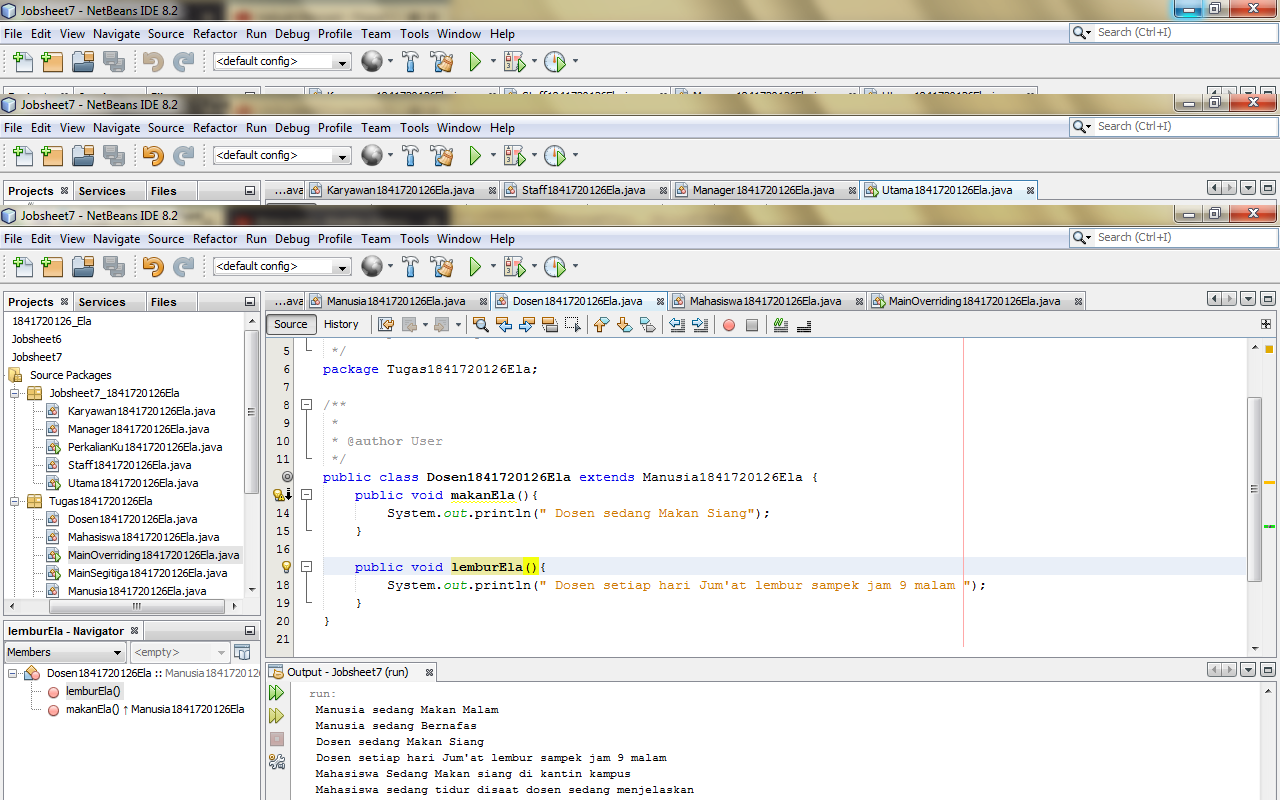 Jobsheet7 - NetBeans IDE 8.2
File Edit View Navigate Source Refactor Run Debug Profile Team Tools Window Help
Search (Ctrl+I)
<default config>
Jobsheet7 - NetBeans IDE 8.2
File Edit View Navigate Source Refactor Run Debug Profile Team Tools Window Help
Search (Ctrl+I)
<default config>
Projects Services Files
...ava Karyawan1841720126Ela.java Staff1841720126Ela.java Manager1841720126Ela.java Utama1841720126Ela.java
Jobsheet7 - NetBeans IDE 8.2
File Edit View Navigate Source Refactor Run Debug Profile Team Tools Window Help
Search (Ctrl+I)
<default config>
Projects Services Files
...ava Manusia1841720126Ela.java Dosen1841720126Ela.java Mahasiswa1841720126Ela.java MainOverriding1841720126Ela.java
1841720126_Ela
Jobsheet6
Jobsheet7
Source Packages
Jobsheet7_1841720126Ela
Karyawan1841720126Ela.java
Manager1841720126Ela.java
PerkalianKu1841720126Ela.java
Staff1841720126Ela.java
Utama1841720126Ela.java
Tugas1841720126Ela
Dosen1841720126Ela.java
Mahasiswa1841720126Ela.java
MainOverriding1841720126Ela.java
MainSegitiga1841720126Ela.java
Manusia1841720126Ela.java
Source History
5 */
6 package Tugas1841720126Ela;
7
8 /**
9 *
10 * @author User
11 */
public class Dosen1841720126Ela extends Manusia1841720126Ela {
public void makanEla(){
14 System.out.println(" Dosen sedang Makan Siang");
15 }
16
public void lemburEla(){
18 System.out.println(" Dosen setiap hari Jum'at lembur sampek jam 9 malam ");
19 }
20 }
21
lemburEla - Navigator
Members <empty>
Dosen1841720126Ela :: Manusia1841720126
lemburEla()
makanEla() ↑ Manusia1841720126Ela
Output - Jobsheet7 (run)
run:
Manusia sedang Makan Malam
Manusia sedang Bernafas
Dosen sedang Makan Siang
Dosen setiap hari Jum'at lembur sampek jam 9 malam
Mahasiswa Sedang Makan siang di kantin kampus
Mahasiswa sedang tidur disaat dosen sedang menjelaskan